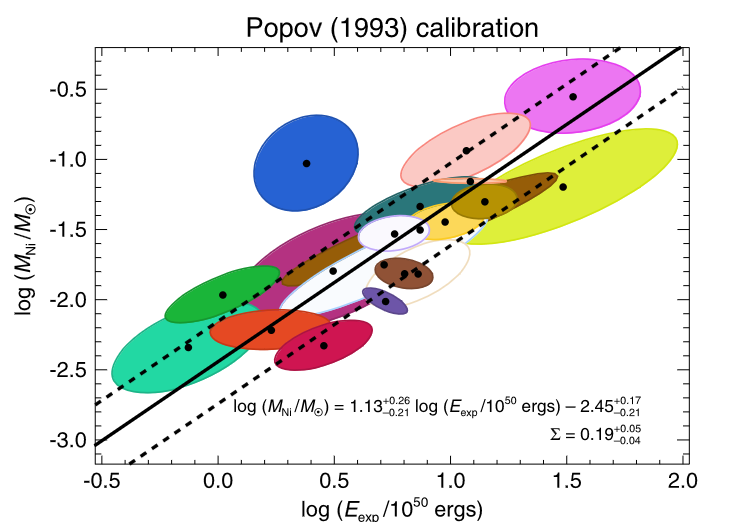 Popov (1993) calibration
-0.5
-1.0
-1.5
-2.0
-2.5
-3.0
log (M_Ni/M_⊙)
log (M_Ni/M_⊙) = 1.13^{+0.26}_{-0.21} log (E_exp/10^50 ergs) − 2.45^{+0.17}_{-0.21}
Σ = 0.19^{+0.05}_{-0.04}
-0.5 0.0 0.5 1.0 1.5 2.0
log (E_exp/10^50 ergs)